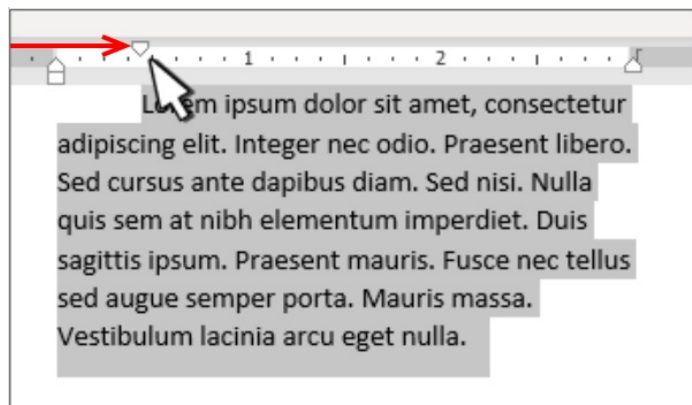 1 2
Lorem ipsum dolor sit amet, consectetur
adipiscing elit. Integer nec odio. Praesent libero.
Sed cursus ante dapibus diam. Sed nisi. Nulla
quis sem at nibh elementum imperdiet. Duis
sagittis ipsum. Praesent mauris. Fusce nec tellus
sed augue semper porta. Mauris massa.
Vestibulum lacinia arcu eget nulla.